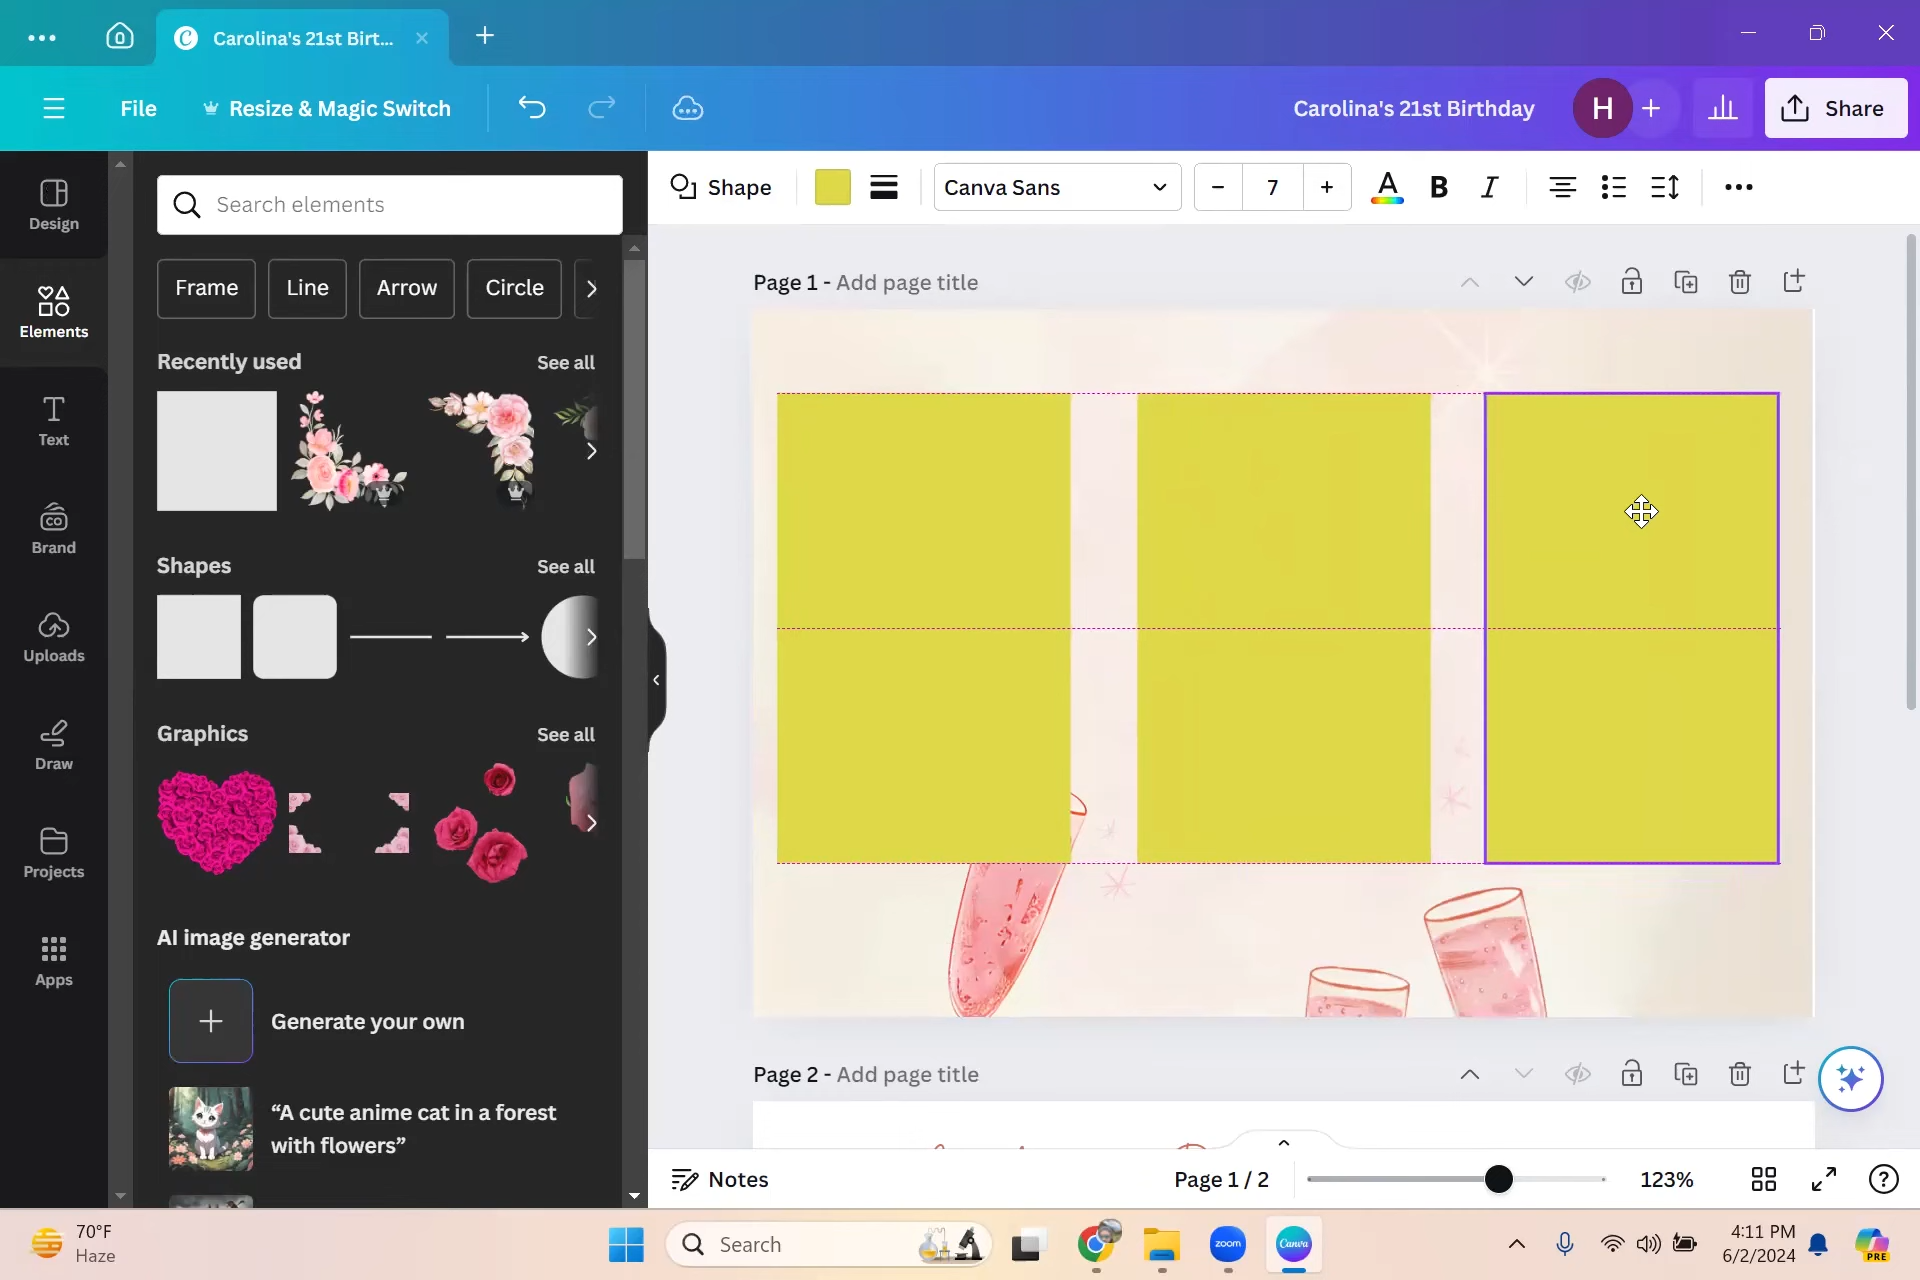 Carolina's 21st Birt...
File
Resize & Magic Switch
Carolina's 21st Birthday
H
Share
Design
Elements
Text
Brand
Uploads
Draw
Projects
Apps
Search elements
Frame
Line
Arrow
Circle
Recently used
See all
Shapes
See all
Graphics
See all
AI image generator
Generate your own
“A cute anime cat in a forest
with flowers”
Shape
Canva Sans
7
A
B
I
Page 1 - Add page title
Page 2 - Add page title
Notes
Page 1 / 2
123%
70°F
Haze
Search
zoom
Canva
4:11 PM
6/2/2024
PRE